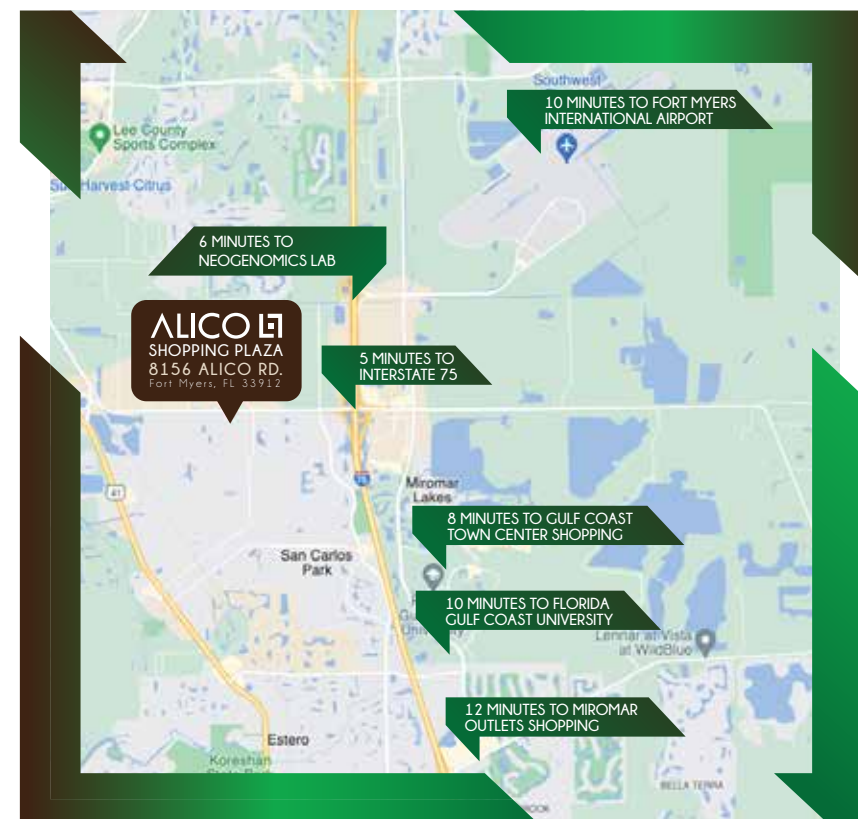 Southwest
10 MINUTES TO FORT MYERS
INTERNATIONAL AIRPORT
Lee County
Sports Complex
Sun Harvest Citrus
6 MINUTES TO
NEOGENOMICS LAB
ALICO
SHOPPING PLAZA
8156 ALICO RD.
Fort Myers, FL 33912
5 MINUTES TO
INTERSTATE 75
41
75
Miromar
Lakes
8 MINUTES TO GULF COAST
TOWN CENTER SHOPPING
San Carlos
Park
10 MINUTES TO FLORIDA
GULF COAST UNIVERSITY
Lennar at Vista
at WildBlue
12 MINUTES TO MIROMAR
OUTLETS SHOPPING
Estero
Koreshan
BELLA TERRA